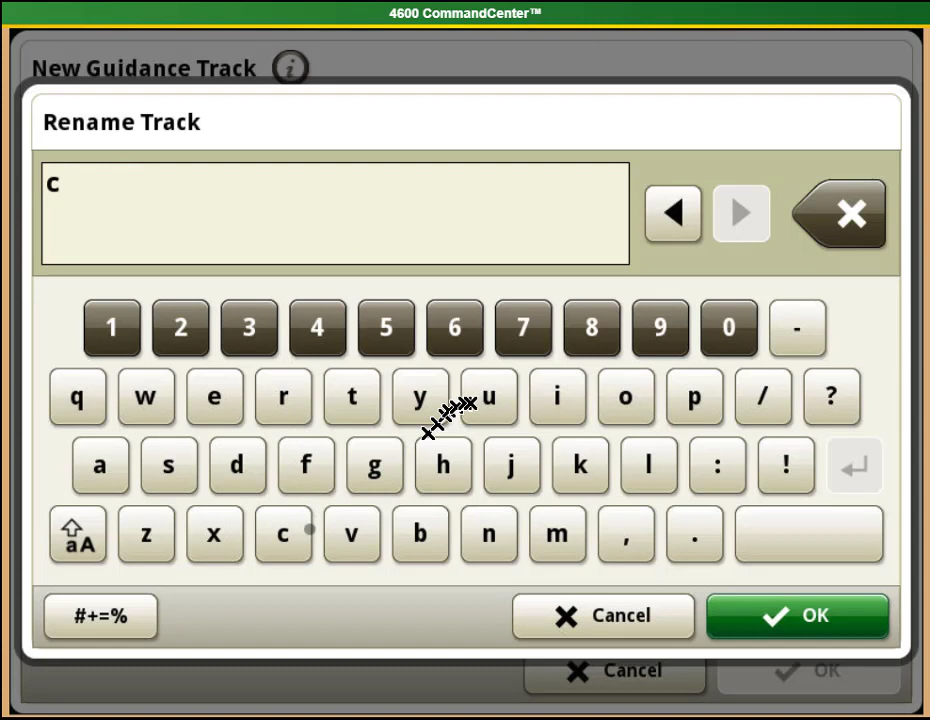 4600 CommandCenter™
New Guidance Track i
Rename Track
c
1 2 3 4 5 6 7 8 9 0 -
q w e r t y u i o p / ?
a s d f g h j k l : !
aA z x c v b n m , .
#+=% Cancel OK
Cancel OK